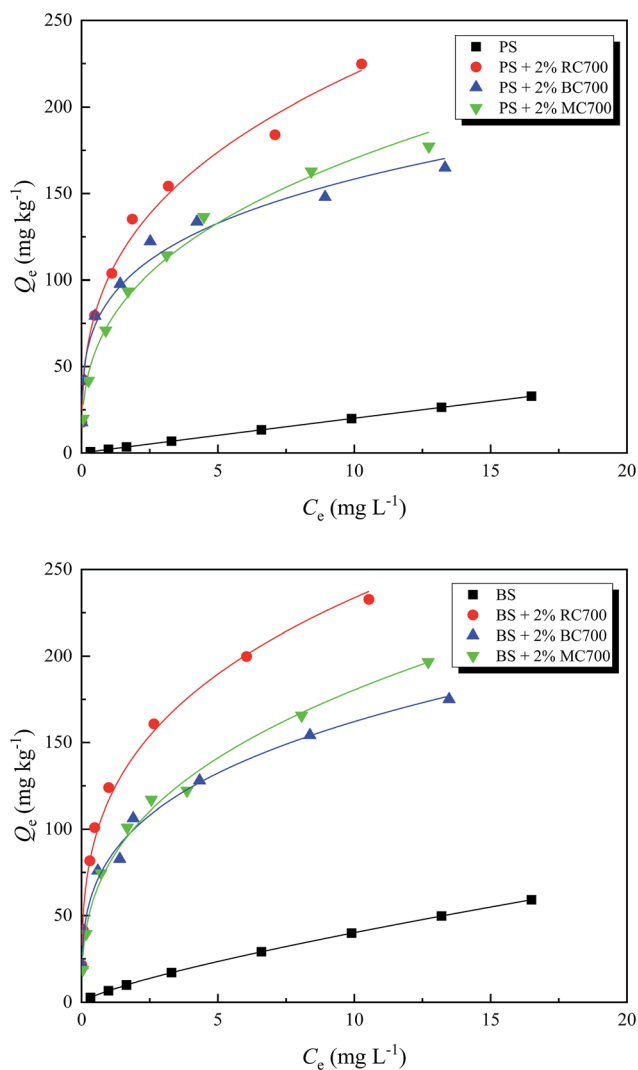 250
200
150
100
50
0
Qe (mg kg-1)
PS
PS + 2% RC700
PS + 2% BC700
PS + 2% MC700
0 5 10 15 20
Ce (mg L-1)
250
200
150
100
50
0
Qe (mg kg-1)
BS
BS + 2% RC700
BS + 2% BC700
BS + 2% MC700
0 5 10 15 20
Ce (mg L-1)